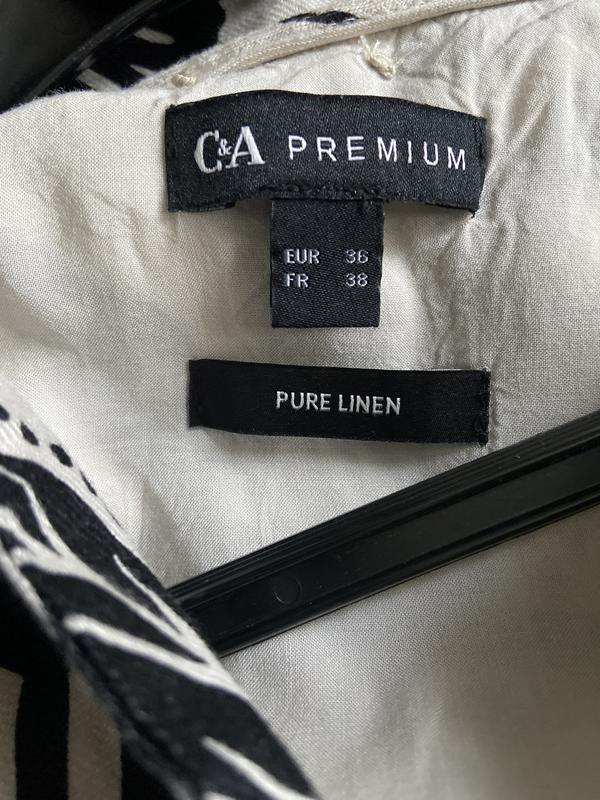 C&A PREMIUM
EUR 36
FR 38
PURE LINEN